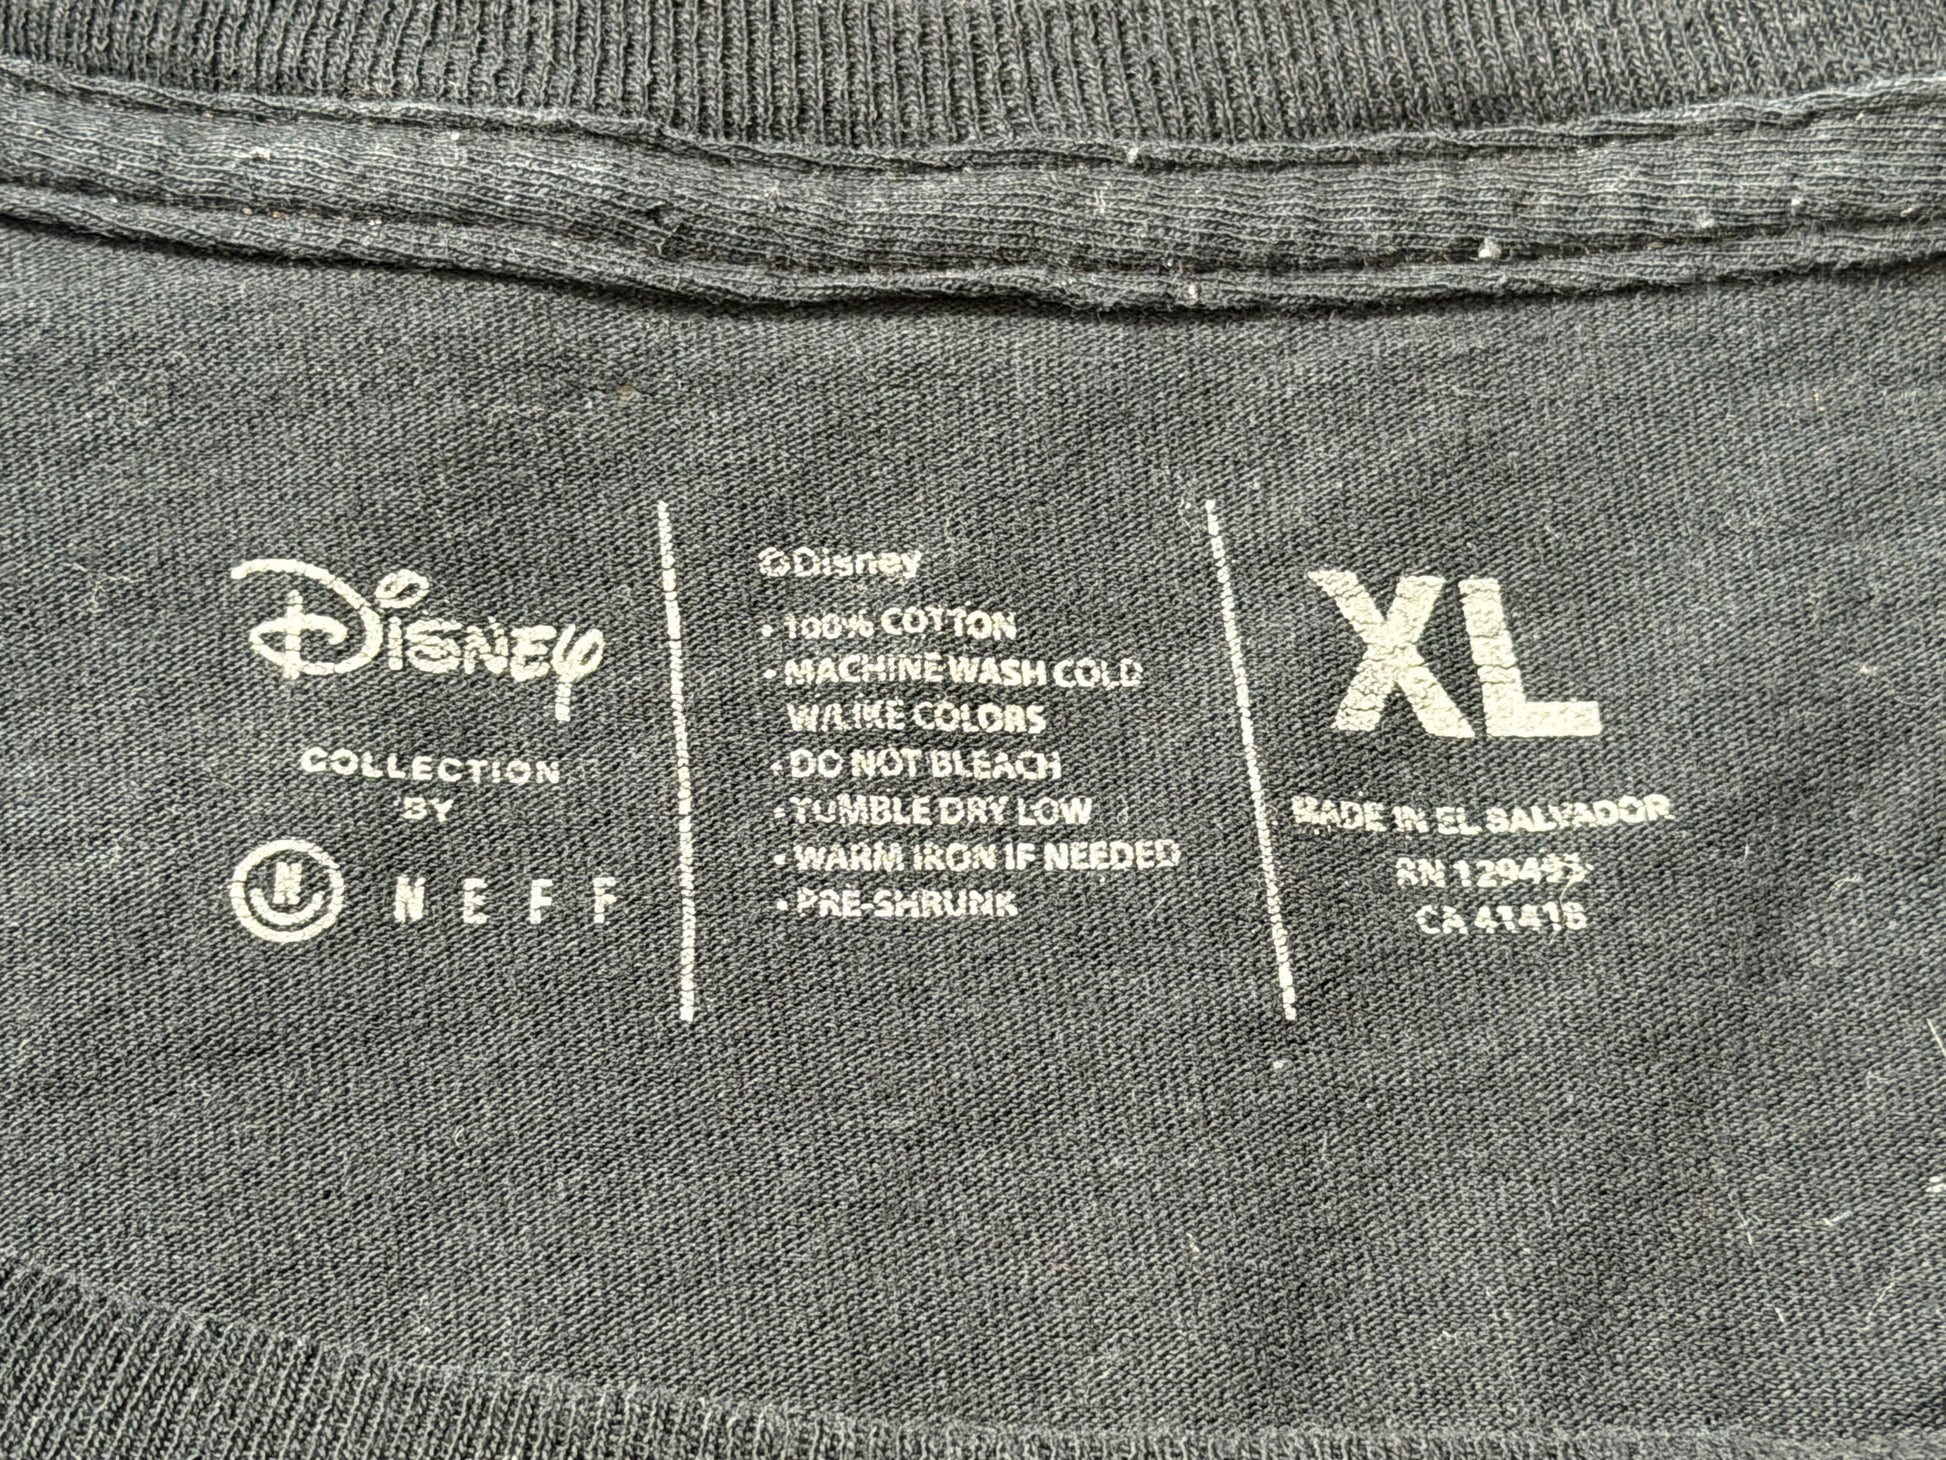 Disney
COLLECTION
BY
N NEFF
©Disney
• 100% COTTON
• MACHINE WASH COLD
W/LIKE COLORS
• DO NOT BLEACH
• TUMBLE DRY LOW
• WARM IRON IF NEEDED
• PRE-SHRUNK
XL
MADE IN EL SALVADOR
RN 129493
CA 41418